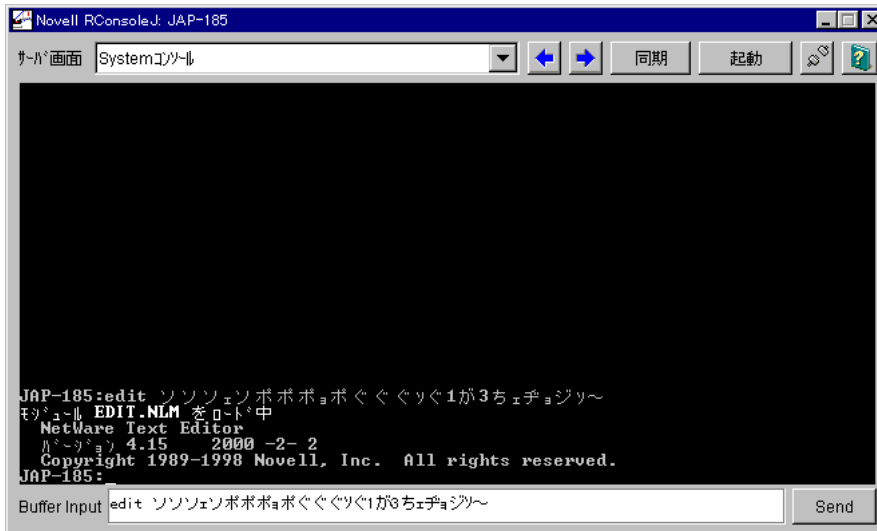 Novell RConsoleJ: JAP-185
ｻｰﾊﾞ画面 Systemｺﾝｿｰﾙ 同期 起動
JAP-185:edit ソソソェソポポポョポぐぐぐりぐ1が3ちェヂョジソ～
ﾓｼﾞｭｰﾙ EDIT.NLM をﾛｰﾄﾞ中
NetWare Text Editor
ﾊﾞｰｼﾞｮﾝ 4.15 2000 -2- 2
Copyright 1989-1998 Novell, Inc. All rights reserved.
JAP-185:_
Buffer Input edit ソソソェソポポポョポぐぐぐりぐ1が3ちェヂョジソ～ Send